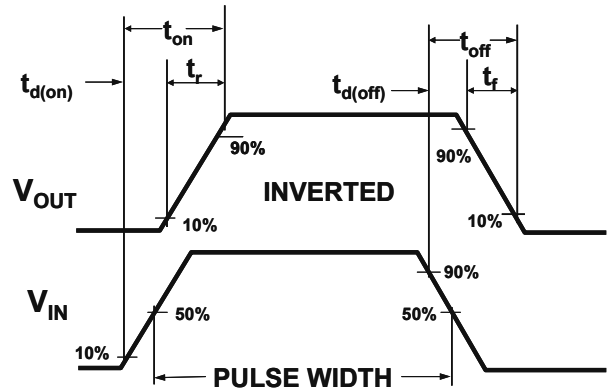 t_on
t_off
t_d(on)
t_r
t_d(off)
t_f
90%
90%
V_OUT
INVERTED
10%
10%
90%
V_IN
50%
50%
10%
PULSE WIDTH